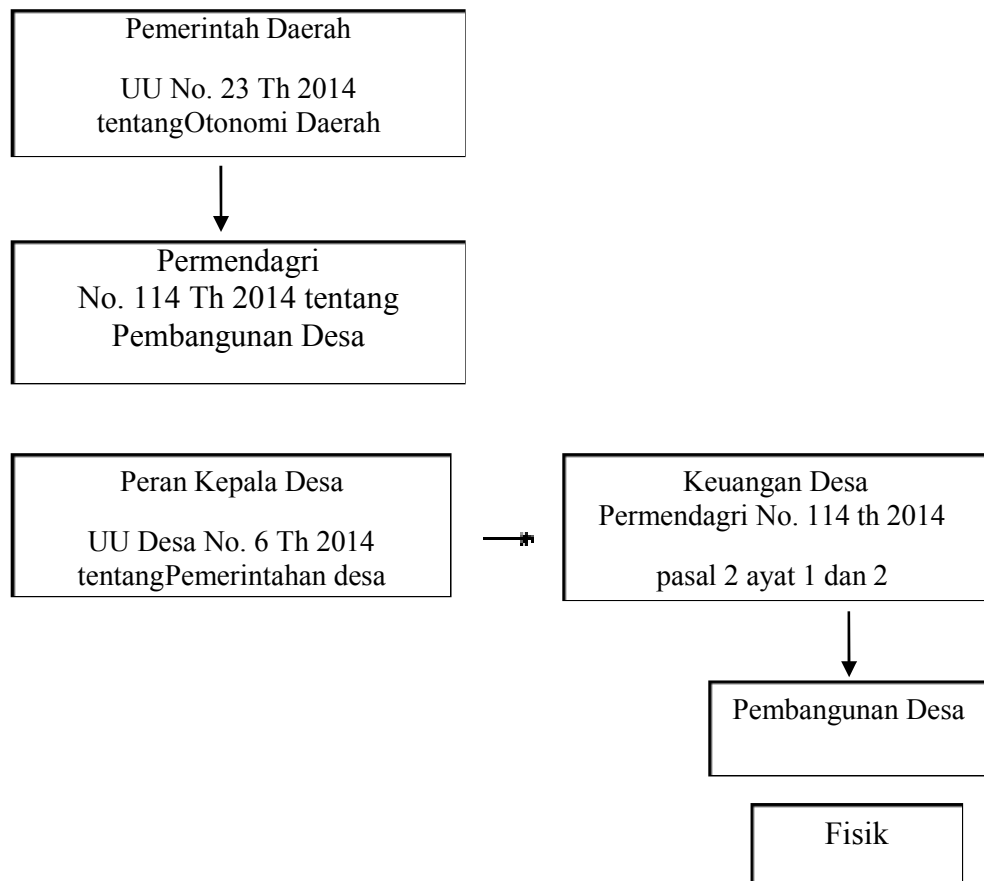 Pemerintah Daerah
UU No. 23 Th 2014
tentangOtonomi Daerah
Permendagri
No. 114 Th 2014 tentang
Pembangunan Desa
Peran Kepala Desa
UU Desa No. 6 Th 2014
tentangPemerintahan desa
Keuangan Desa
Permendagri No. 114 th 2014
pasal 2 ayat 1 dan 2
Pembangunan Desa
Fisik